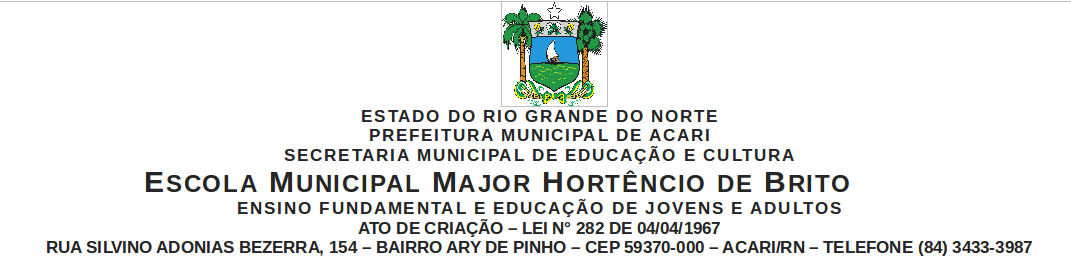 ESTADO DO RIO GRANDE DO NORTE
PREFEITURA MUNICIPAL DE ACARI
SECRETARIA MUNICIPAL DE EDUCAÇÃO E CULTURA
ESCOLA MUNICIPAL MAJOR HORTÊNCIO DE BRITO
ENSINO FUNDAMENTAL E EDUCAÇÃO DE JOVENS E ADULTOS
ATO DE CRIAÇÃO – LEI N° 282 DE 04/04/1967
RUA SILVINO ADONIAS BEZERRA, 154 – BAIRRO ARY DE PINHO – CEP 59370-000 – ACARI/RN – TELEFONE (84) 3433-3987